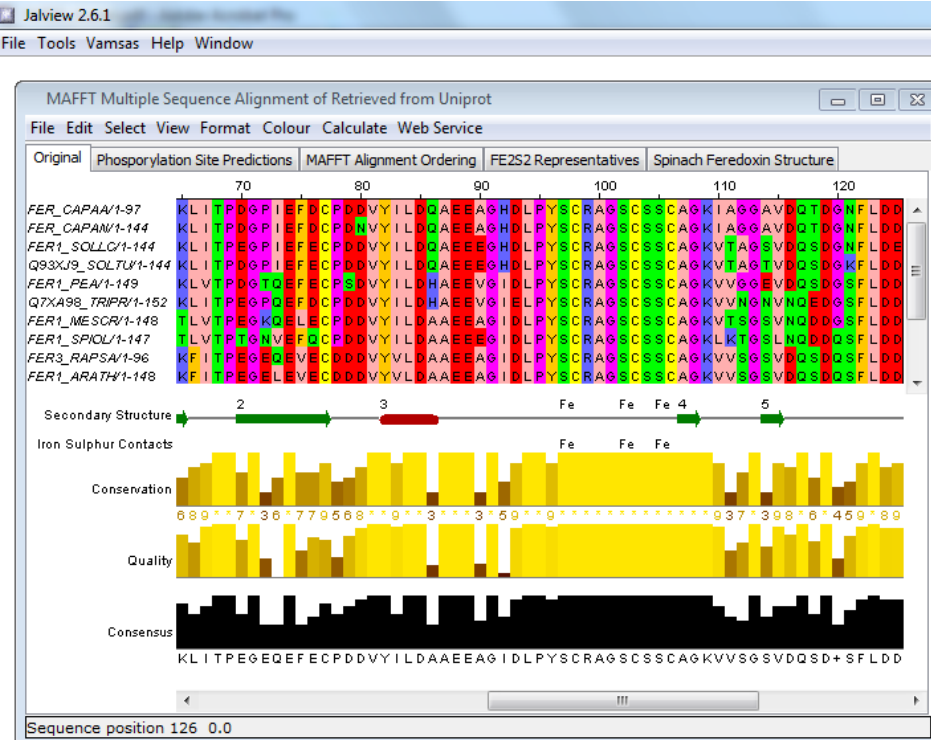 Jalview 2.6.1
File Tools Vamsas Help Window
MAFFT Multiple Sequence Alignment of Retrieved from Uniprot
File Edit Select View Format Colour Calculate Web Service
Original Phosporylation Site Predictions MAFFT Alignment Ordering FE2S2 Representatives Spinach Feredoxin Structure
70 80 90 100 110 120
FER_CAPAA/1-97 KLITPDGPIEFDCPDDVYILDQAEEAGHDLPYSCRAGSCSSCAGKIAGGAVDQTDGNFLDD
FER_CAPAN/1-144 KLITPDGPIEFDCPDNVYILDQAEEAGHDLPYSCRAGSCSSCAGKIAGGAVDQTDGNFLDD
FER1_SOLLC/1-144 KLITPEGPIEFECPDDVYILDQAEEEGHDLPYSCRAGSCSSCAGKVTAGSVDQSDGNFLDE
Q93XJ9_SOLTU/1-144 KLITPDGPIEFECPDDVYILDQAEEEGHDLPYSCRAGSCSSCAGKVTAGTVDQSDGKFLDD
FER1_PEA/1-149 KLVTPDGTQEFECPSDVYILDHAEEVGIDLPYSCRAGSCSSCAGKVVGGEVDQSDGSFLDD
Q7XA98_TRIPR/1-152 KLITPEGPQEFDCPDDVYILDHAEEVGIELPYSCRAGSCSSCAGKVVNGNVNQEDGSFLDD
FER1_MESCR/1-148 TLVTPEGKQELECPDDVYILDAAEEAGIDLPYSCRAGSCSSCAGKVTSGSVNQDDGSFLDD
FER1_SPIOL/1-147 TLVTPTGNVEFQCPDDVYILDAAEEEGIDLPYSCRAGSCSSCAGKLKTGSLNQDDQSFLDD
FER3_RAPSA/1-96 KFITPEGEQEVECDDDVYVLDAAEEAGIDLPYSCRAGSCSSCAGKVVSGSVDQSDQSFLDD
FER1_ARATH/1-148 KFITPEGELEVECDDDVYVLDAAEEAGIDLPYSCRAGSCSSCAGKVVSGSVDQSDQSFLDD
2 3 Fe Fe Fe 4 5
Secondary Structure
Iron Sulphur Contacts Fe Fe Fe
Conservation
689**7*36*779568**9**3***3*59**9*************937*398*6*459*89
Quality
Consensus
KLITPEGEQEFECPDDVYILDAAEEAGIDLPYSCRAGSCSSCAGKVVSGSVDQSD+SFLDD
Sequence position 126 0.0